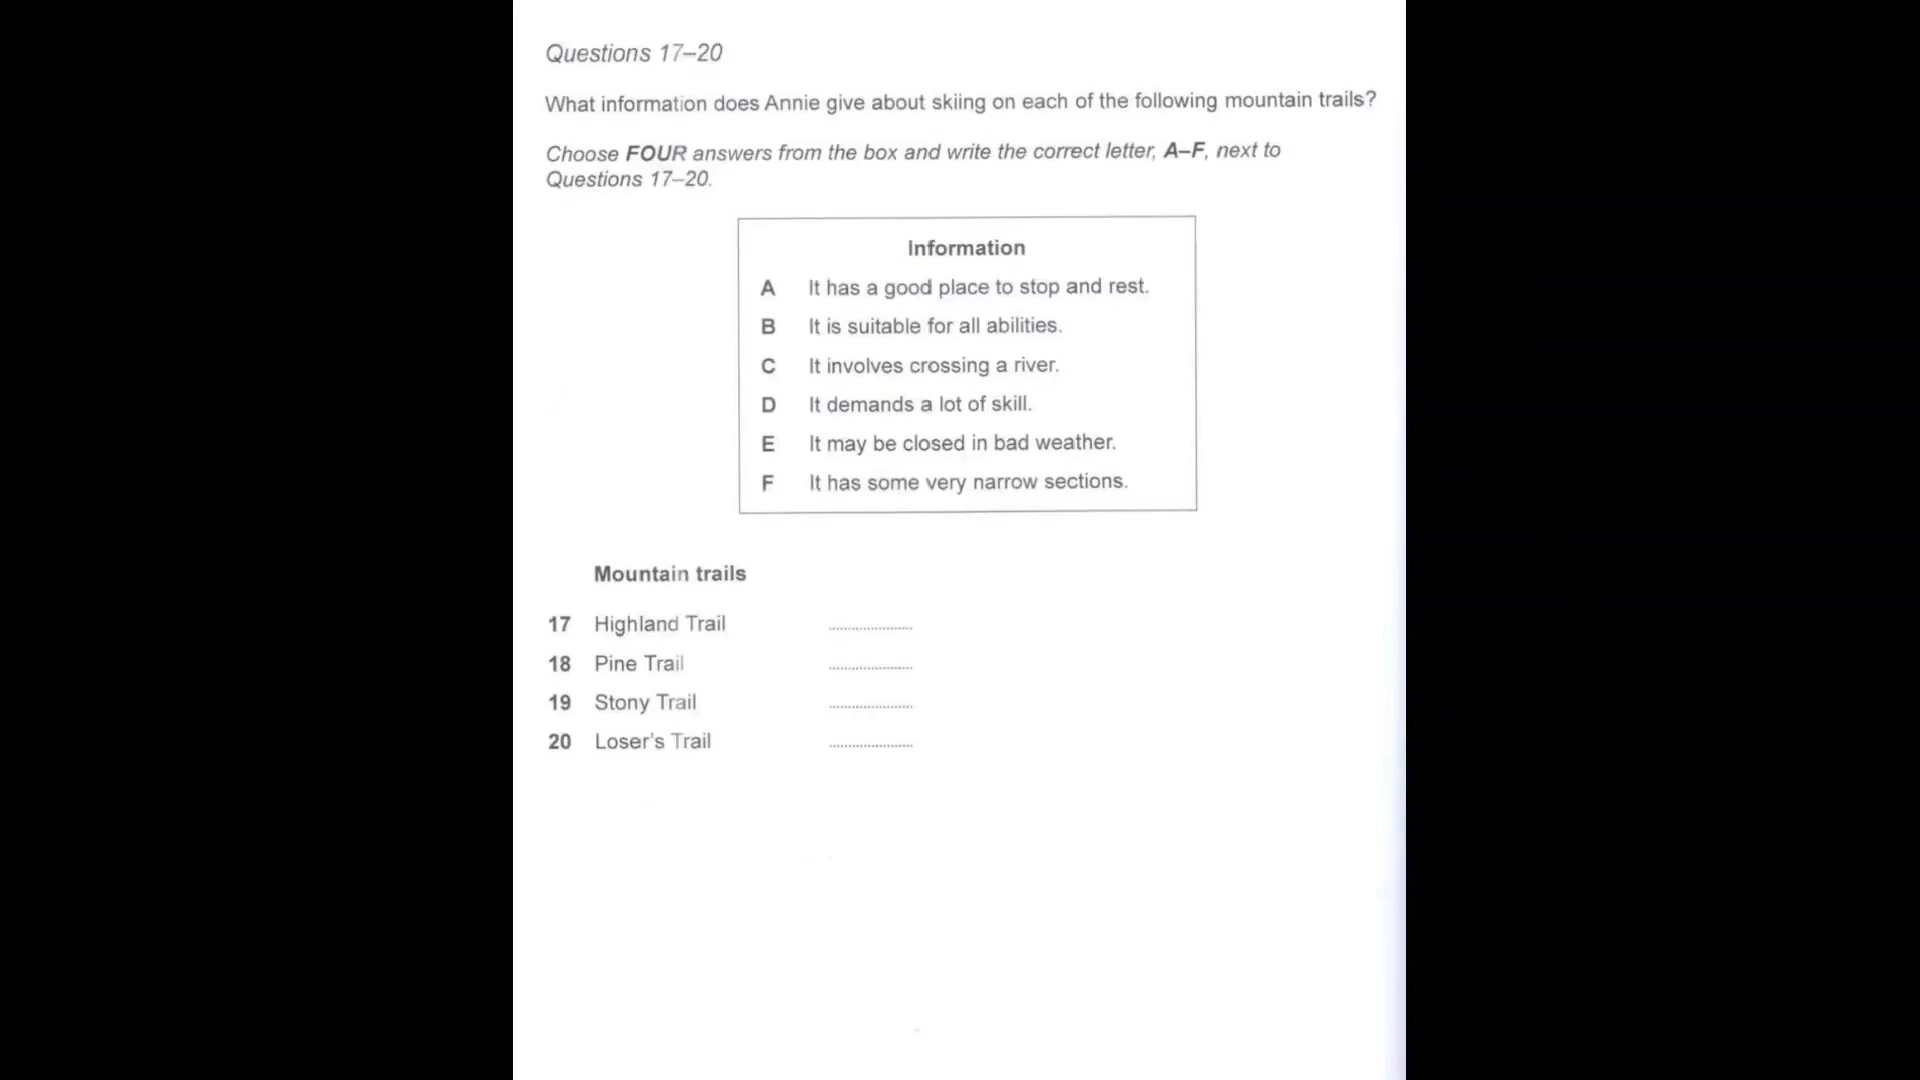 Questions 17–20
What information does Annie give about skiing on each of the following mountain trails?
Choose FOUR answers from the box and write the correct letter, A–F, next to
Questions 17–20.
Information
A It has a good place to stop and rest.
B It is suitable for all abilities.
C It involves crossing a river.
D It demands a lot of skill.
E It may be closed in bad weather.
F It has some very narrow sections.
Mountain trails
17 Highland Trail ......................
18 Pine Trail ......................
19 Stony Trail ......................
20 Loser's Trail ......................